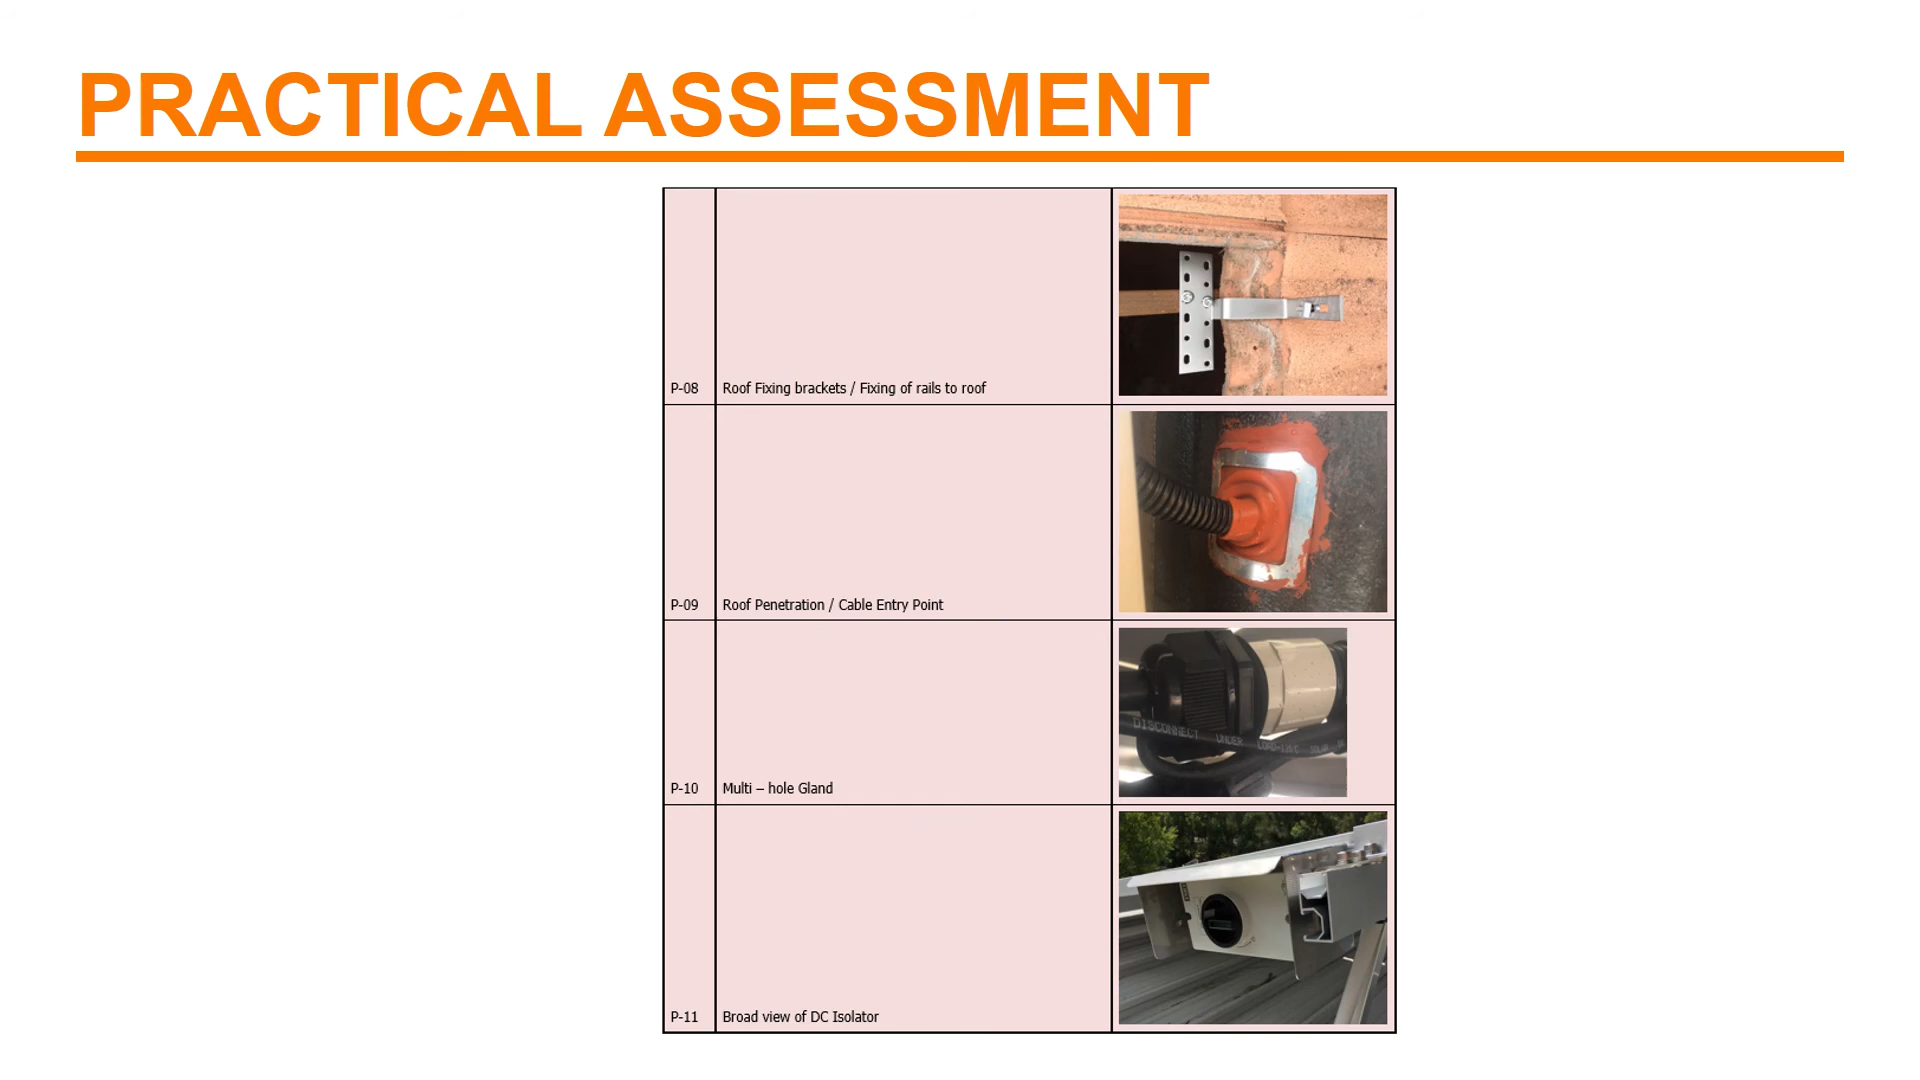 PRACTICAL ASSESSMENT
P-08 Roof Fixing brackets / Fixing of rails to roof
P-09 Roof Penetration / Cable Entry Point
DISCONNECT UNDER
P-10 Multi – hole Gland
P-11 Broad view of DC Isolator